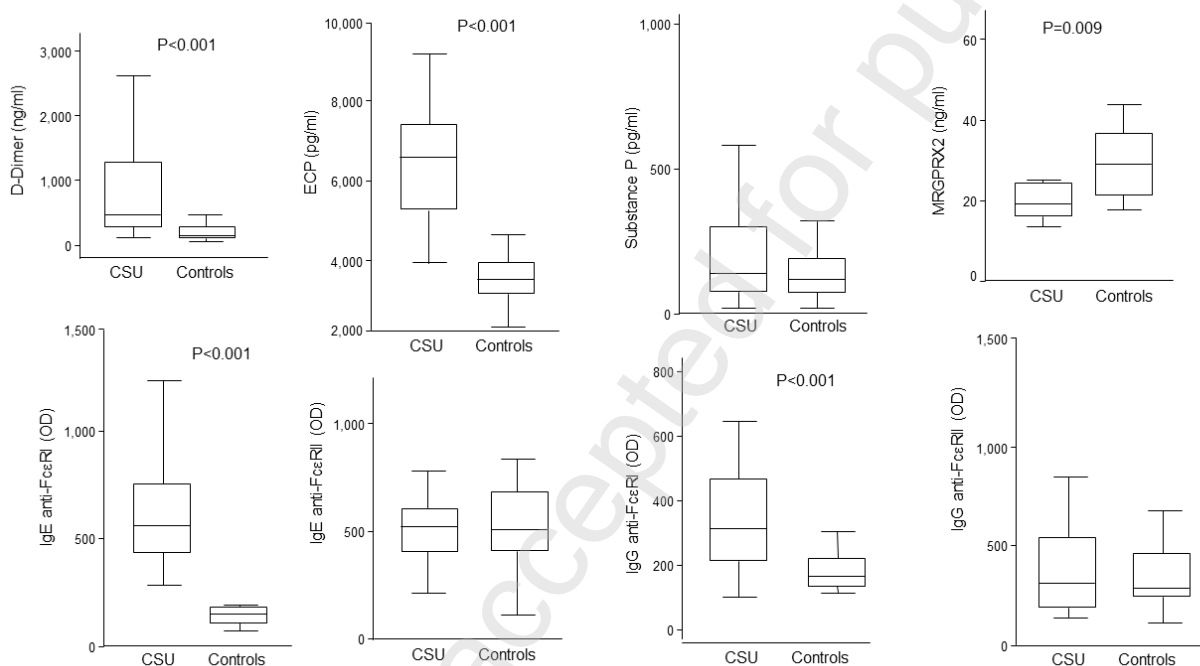 D-Dimer (ng/ml)
P<0.001
3,000
2,000
1,000
0
CSU Controls
ECP (pg/ml)
P<0.001
10,000
8,000
6,000
4,000
2,000
CSU Controls
Substance P (pg/ml)
1,000
500
0
CSU Controls
MRGPRX2 (ng/ml)
P=0.009
60
40
20
0
CSU Controls
IgE anti-FcεRI (OD)
P<0.001
1,500
1,000
500
0
CSU Controls
IgE anti-FcεRII (OD)
1,000
500
0
CSU Controls
IgG anti-FcεRI (OD)
P<0.001
800
600
400
200
0
CSU Controls
IgG anti-FcεRII (OD)
1,500
1,000
500
0
CSU Controls
accepted for pu